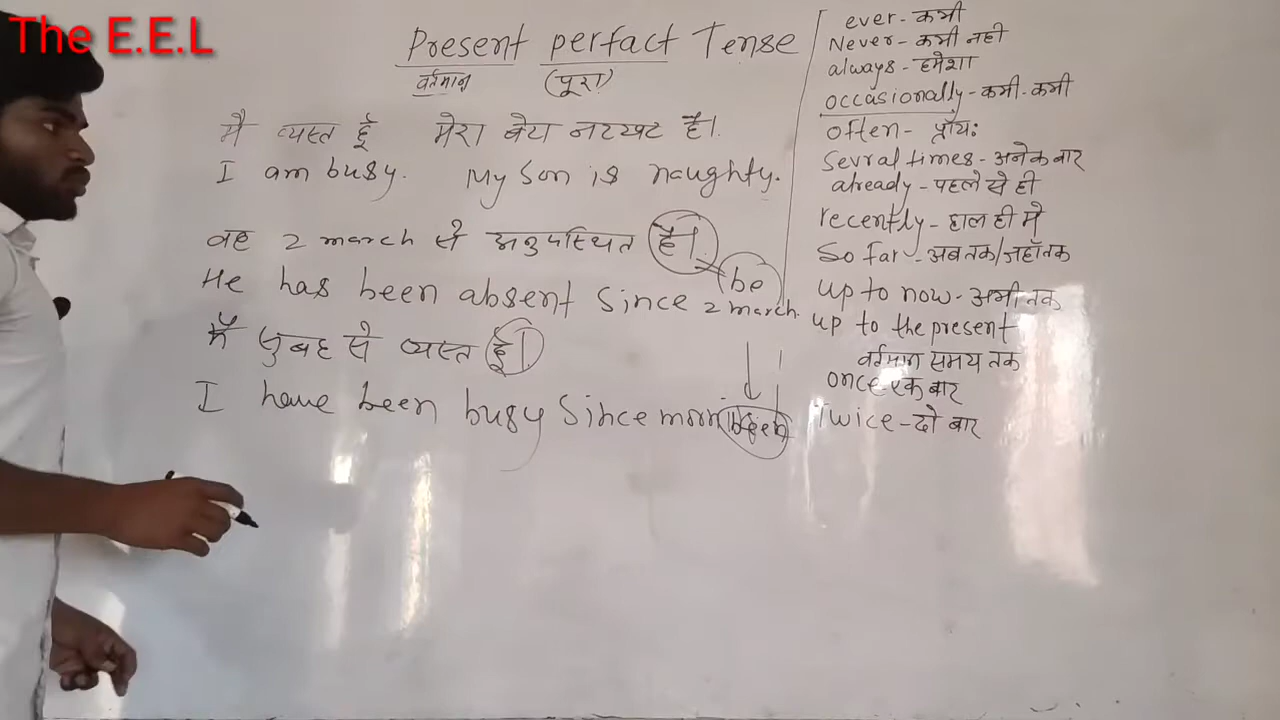 The E.E.L
Present perfact Tense
वर्तमान (पूरा)
मैं व्यस्त हूँ मेरा बेटा नटखट है।
I am busy. My son is naughty.
वह 2 march से अनुपस्थित है।
be
He has been absent since 2 march.
मैं सुबह से व्यस्त हूँ।
I have been busy since
been
ever - कभी
Never - कभी नही
always - हमेशा
occasionally - कभी-कभी
often - प्रॉय:
Sevral times - अनेक बार
already - पहले से ही
recently - हाल ही मे
So far - अब तक/जहॉ तक
up to now - अभी तक
up to the present
वर्तमान समय तक
once - एक बार
Twice - दो बार